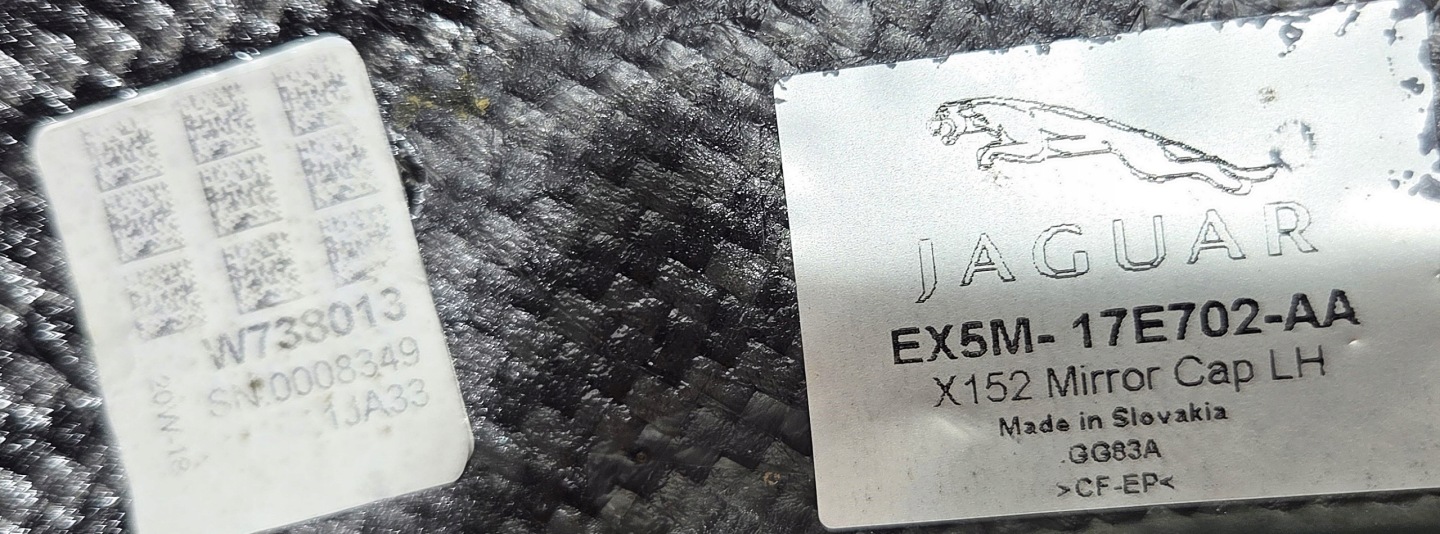 W738013
SN:0008349
1JA33
20W-18
JAGUAR
EX5M- 17E702-AA
X152 Mirror Cap LH
Made in Slovakia
GG83A
>CF-EP<